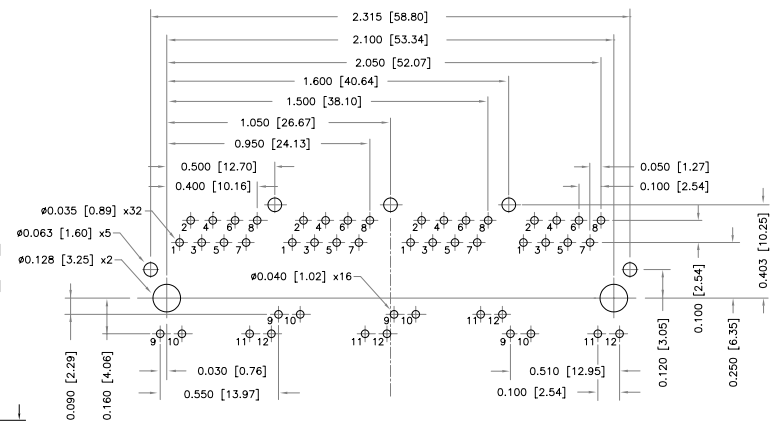 2.315 [58.80]
2.100 [53.34]
2.050 [52.07]
1.600 [40.64]
1.500 [38.10]
1.050 [26.67]
0.950 [24.13]
0.500 [12.70]
0.050 [1.27]
0.400 [10.16]
0.100 [2.54]
ø0.035 [0.89] x32
2 4 6 8 2 4 6 8 2 4 6 8 2 4 6 8
ø0.063 [1.60] x5
1 3 5 7 1 3 5 7 1 3 5 7 1 3 5 7
ø0.128 [3.25] x2
ø0.040 [1.02] x16
9 10 9 10 11 12
9 10 11 12 11 12 9 10 11 12
0.030 [0.76]
0.510 [12.95]
0.550 [13.97]
0.100 [2.54]
0.090 [2.29]
0.160 [4.06]
0.120 [3.05]
0.100 [2.54]
0.250 [6.35]
0.403 [10.25]